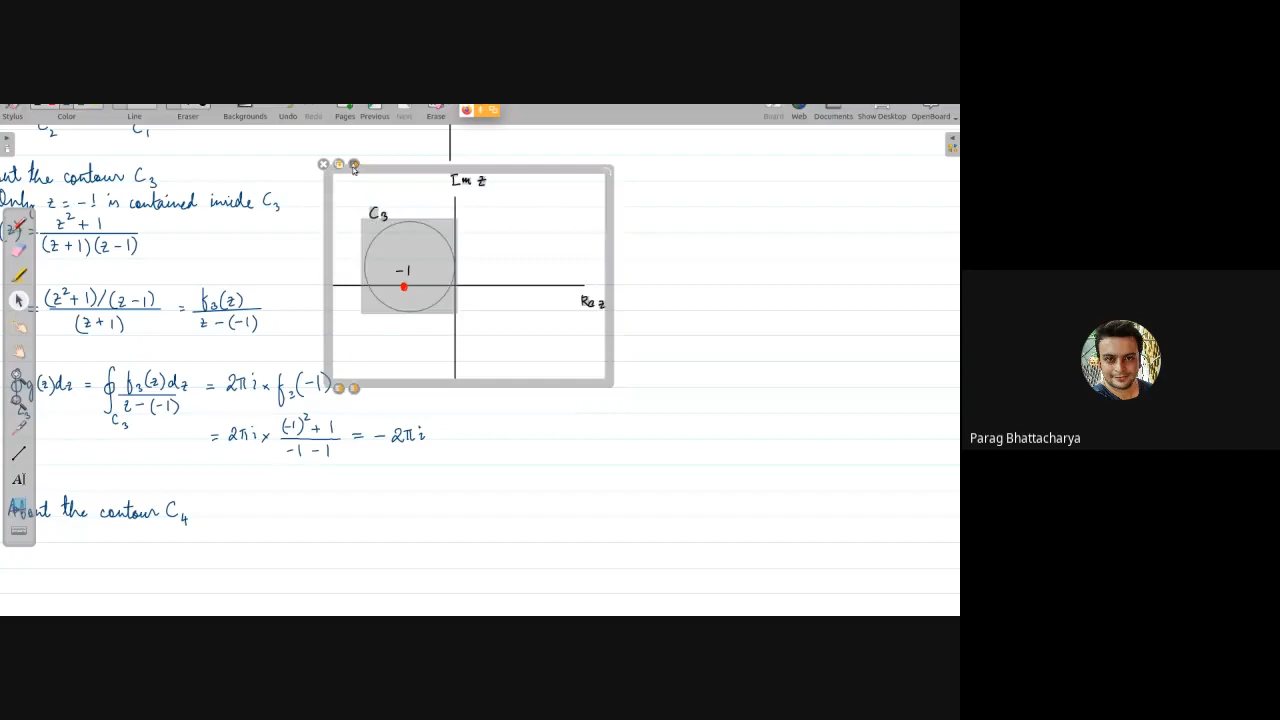 Stylus Color Line Eraser Backgrounds Undo Redo Pages Previous Next Erase Board Web Documents Show Desktop OpenBoard
C₂ C₁
the contour C₃
Only z = -1 is contained inside C₃
z² + 1
(z+1)(z-1)
= (z²+1)/(z-1) = f₃(z)
(z+1) z-(-1)
g(z)dz = ∮ f₃(z)dz = 2πi × f₃(-1)
C₃ z-(-1)
= 2πi × (-1)² + 1 = -2πi
-1 -1
About the contour C₄
Im z
C₃
-1
Re z
Parag Bhattacharya